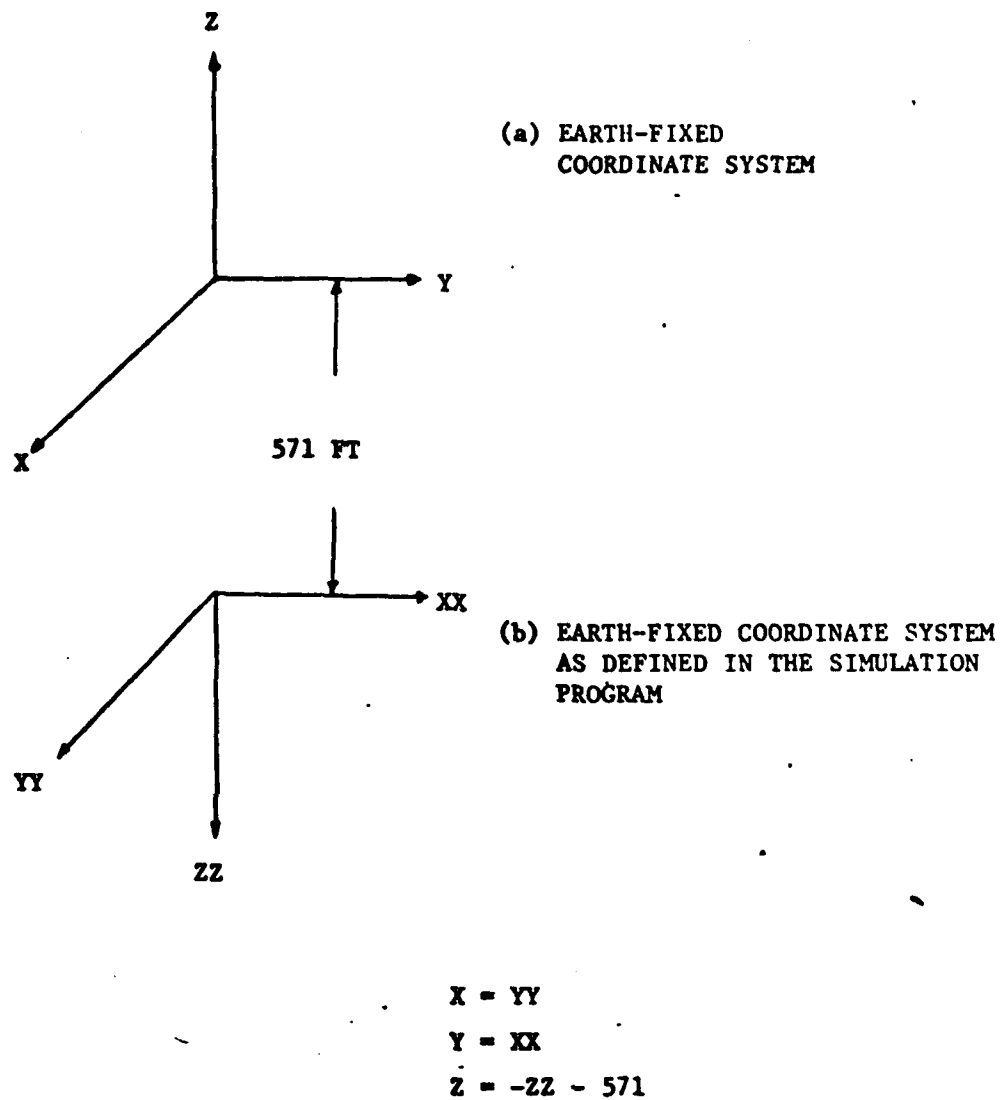 Z
(a) EARTH-FIXED
COORDINATE SYSTEM
Y
X
571 FT
XX
(b) EARTH-FIXED COORDINATE SYSTEM
AS DEFINED IN THE SIMULATION
PROGRAM
YY
ZZ
X = YY
Y = XX
Z = -ZZ - 571